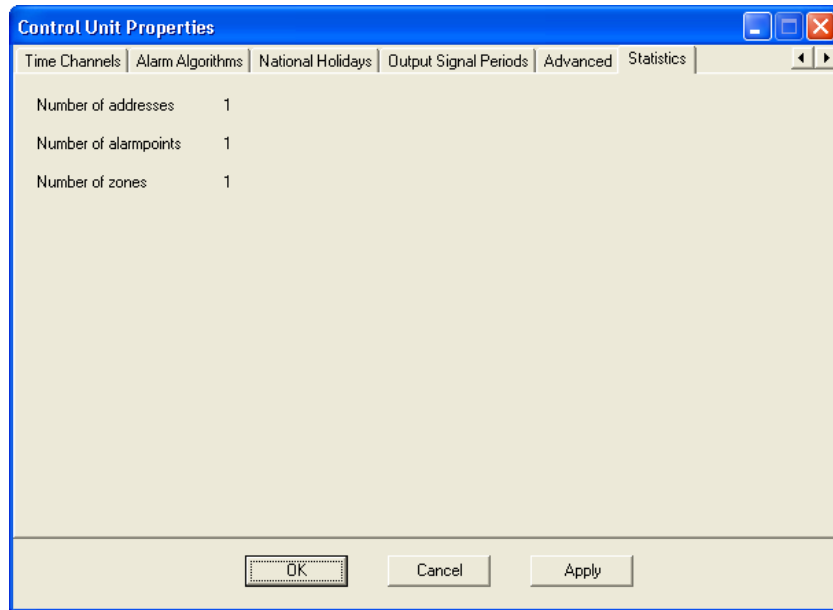 Control Unit Properties
Time Channels Alarm Algorithms National Holidays Output Signal Periods Advanced Statistics
Number of addresses 1
Number of alarmpoints 1
Number of zones 1
OK Cancel Apply